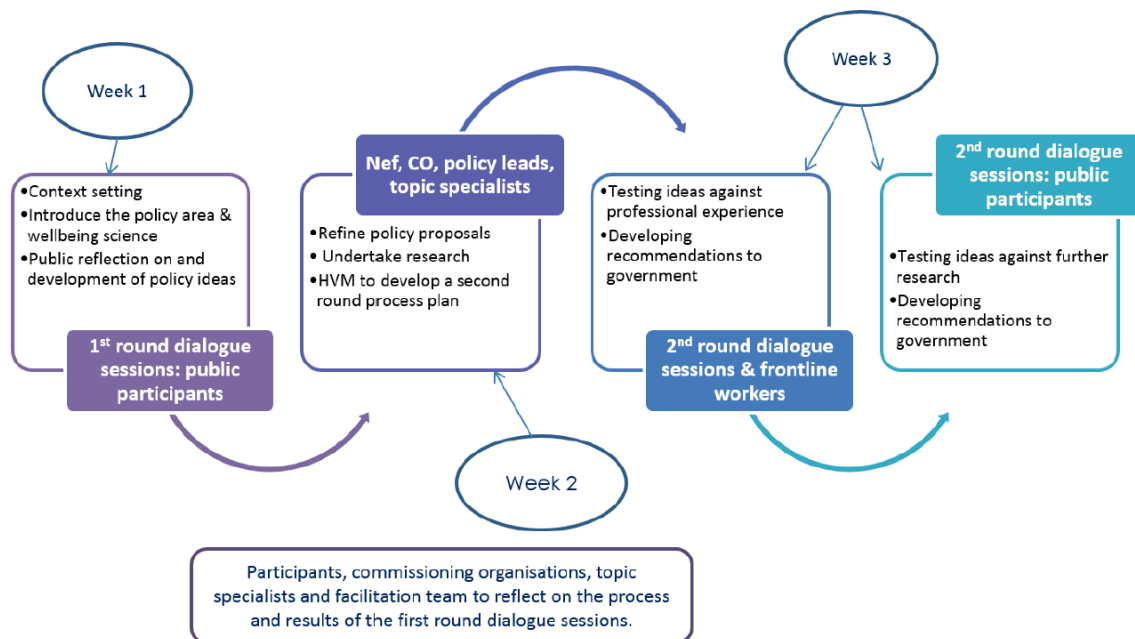 Week 1
•Context setting
•Introduce the policy area &
wellbeing science
•Public reflection on and
development of policy ideas
1st round dialogue
sessions: public
participants
Nef, CO, policy leads,
topic specialists
•Refine policy proposals
• Undertake research
•HVM to develop a second
round process plan
Week 2
Week 3
•Testing ideas against
professional experience
•Developing
recommendations to
government
2nd round dialogue
sessions & frontline
workers
2nd round dialogue
sessions: public
participants
•Testing ideas against further
research
•Developing
recommendations to
government
Participants, commissioning organisations, topic
specialists and facilitation team to reflect on the process
and results of the first round dialogue sessions.